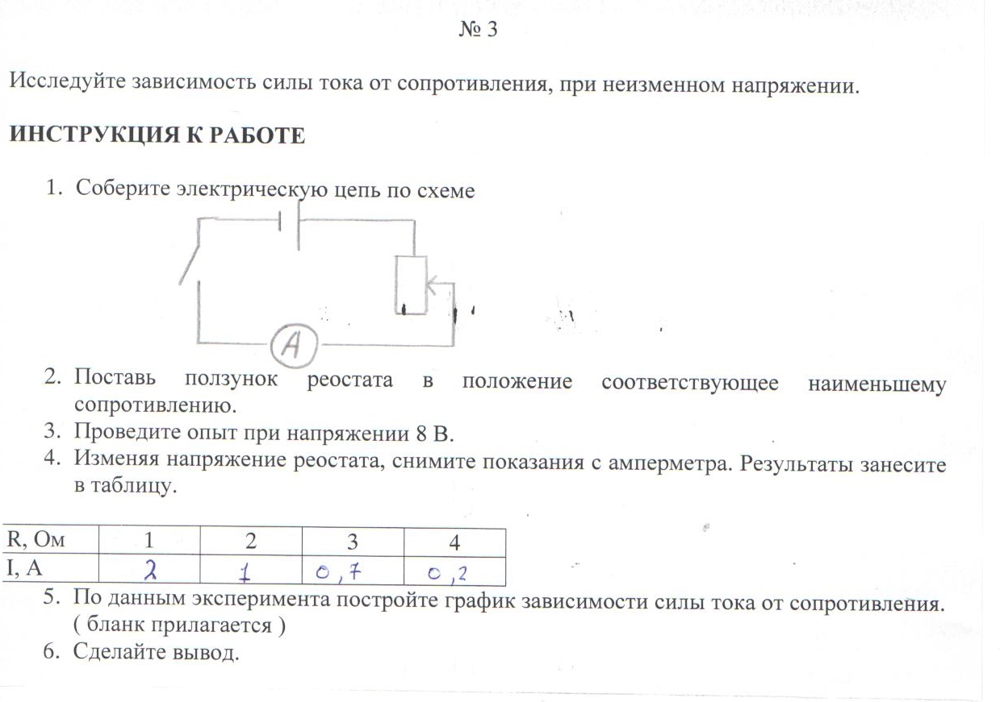 № 3
Исследуйте зависимость силы тока от сопротивления, при неизменном напряжении.
ИНСТРУКЦИЯ К РАБОТЕ
1. Соберите электрическую цепь по схеме
А
2. Поставь ползунок реостата в положение соответствующее наименьшему
сопротивлению.
3. Проведите опыт при напряжении 8 В.
4. Изменяя напряжение реостата, снимите показания с амперметра. Результаты занесите
в таблицу.
R, Ом 1 2 3 4
I, А 2 1 0,7 0,2
5. По данным эксперимента постройте график зависимости силы тока от сопротивления.
( бланк прилагается )
6. Сделайте вывод.